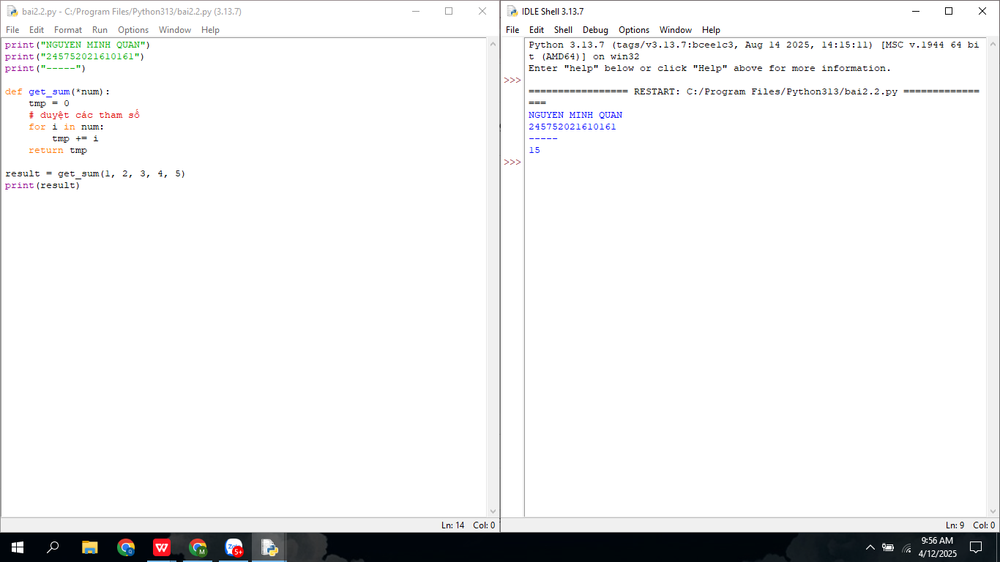 bai2.2.py - C:/Program Files/Python313/bai2.2.py (3.13.7)
File Edit Format Run Options Window Help
print("NGUYEN MINH QUAN")
print("245752021610161")
print("-----")
def get_sum(*num):
    tmp = 0
    # duyệt các tham số
    for i in num:
        tmp += i
    return tmp
result = get_sum(1, 2, 3, 4, 5)
print(result)
Ln: 14 Col: 0
IDLE Shell 3.13.7
File Edit Shell Debug Options Window Help
Python 3.13.7 (tags/v3.13.7:bcee1c3, Aug 14 2025, 14:15:11) [MSC v.1944 64 bi
t (AMD64)] on win32
Enter "help" below or click "Help" above for more information.
>>>
================= RESTART: C:/Program Files/Python313/bai2.2.py =============
===
NGUYEN MINH QUAN
245752021610161
-----
15
>>>
Ln: 9 Col: 0
5+
M
9:56 AM
4/12/2025